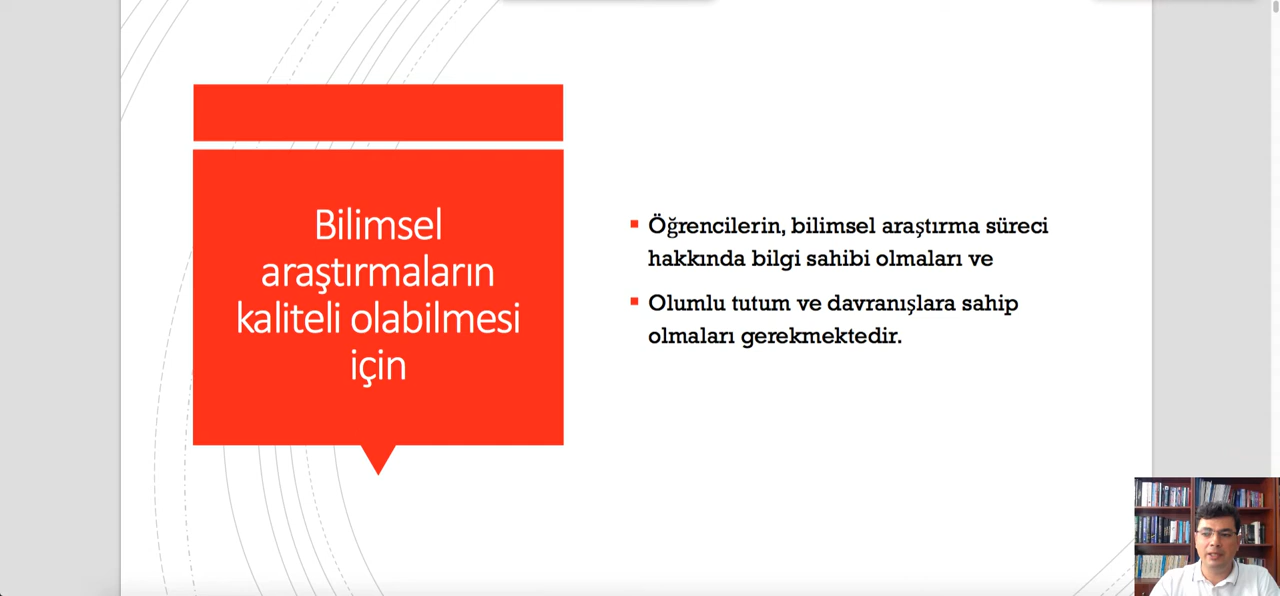 Bilimsel
araştırmaların
kaliteli olabilmesi
için
Öğrencilerin, bilimsel araştırma süreci
hakkında bilgi sahibi olmaları ve
Olumlu tutum ve davranışlara sahip
olmaları gerekmektedir.